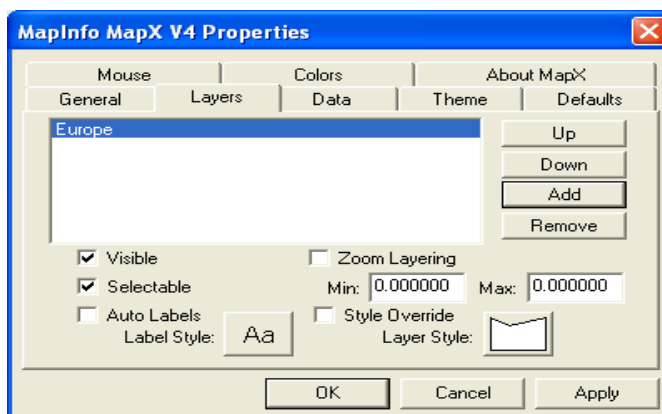 MapInfo MapX V4 Properties
Mouse Colors About MapX
General Layers Data Theme Defaults
Europe
Up
Down
Add
Remove
Visible Zoom Layering
Selectable Min: 0.000000 Max: 0.000000
Auto Labels Style Override
Label Style: Aa Layer Style:
OK Cancel Apply